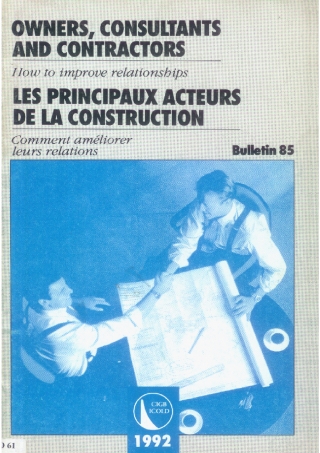 OWNERS, CONSULTANTS
AND CONTRACTORS
How to improve relationships
LES PRINCIPAUX ACTEURS
DE LA CONSTRUCTION
Comment améliorer
leurs relations
Bulletin 85
CIGB
ICOLD
1992
61